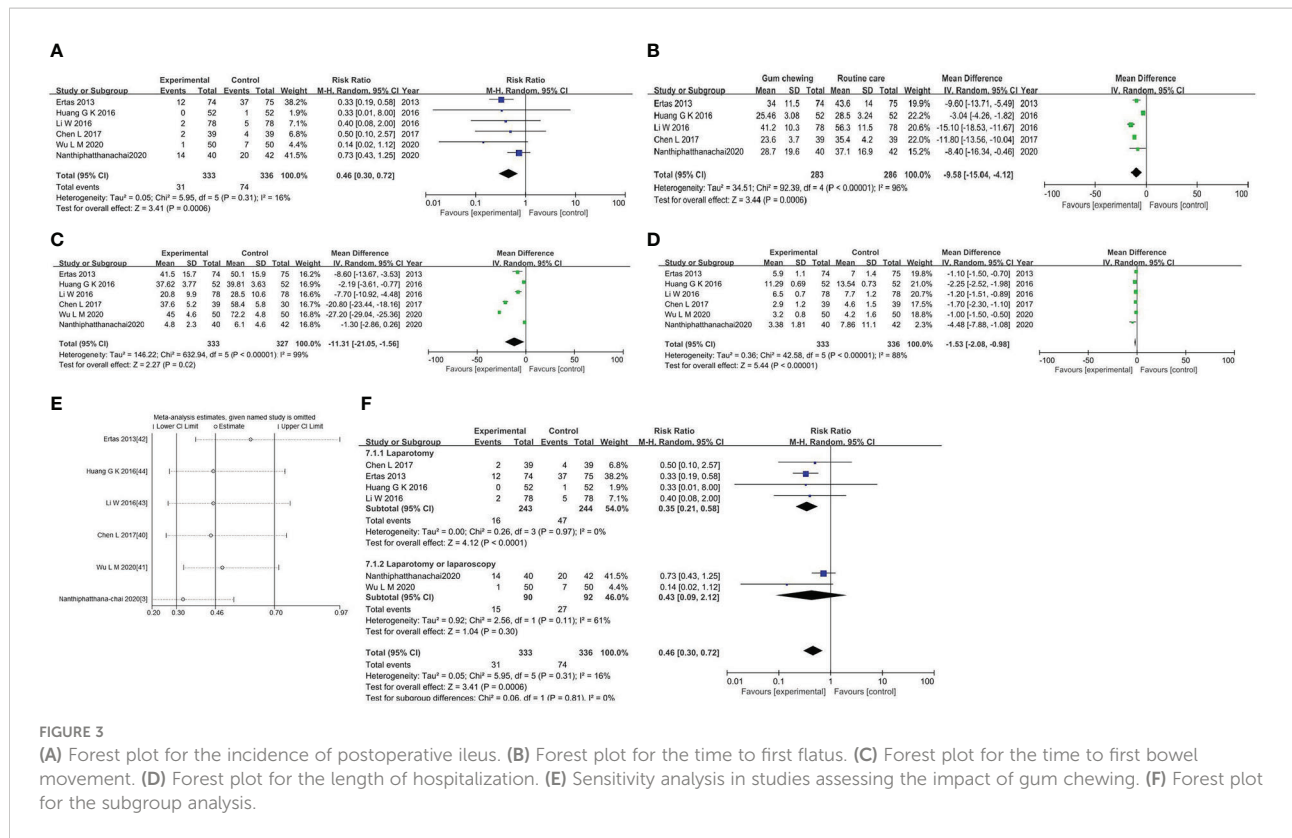 A
Experimental Control Risk Ratio Risk Ratio
Study or Subgroup Events Total Events Total Weight M-H. Random. 95% CI Year M-H. Random. 95% CI
Ertas 2013 12 74 37 75 38.2% 0.33 [0.19, 0.58] 2013
Huang G K 2016 0 52 1 52 1.9% 0.33 [0.01, 8.00] 2016
Li W 2016 2 78 5 78 7.1% 0.40 [0.08, 2.00] 2016
Chen L 2017 2 39 4 39 6.8% 0.50 [0.10, 2.57] 2017
Wu L M 2020 1 50 7 50 4.4% 0.14 [0.02, 1.12] 2020
Nanthiphatthanachai2020 14 40 20 42 41.5% 0.73 [0.43, 1.25] 2020
Total (95% CI) 333 336 100.0% 0.46 [0.30, 0.72]
Total events 31 74
Heterogeneity: Tau² = 0.05; Chi² = 5.95, df = 5 (P = 0.31); I² = 16%
Test for overall effect: Z = 3.41 (P = 0.0006)
0.01 0.1 1 10 100
Favours [experimental] Favours [control]
B
Gum chewing Routine care Mean Difference Mean Difference
Study or Subgroup Mean SD Total Mean SD Total Weight IV. Random. 95% CI Year IV. Random. 95% CI
Ertas 2013 34 11.5 74 43.6 14 75 19.9% -9.60 [-13.71, -5.49] 2013
Huang G K 2016 25.46 3.08 52 28.5 3.24 52 22.2% -3.04 [-4.26, -1.82] 2016
Li W 2016 41.2 10.3 78 56.3 11.5 78 20.6% -15.10 [-18.53, -11.67] 2016
Chen L 2017 23.6 3.7 39 35.4 4.2 39 22.0% -11.80 [-13.56, -10.04] 2017
Nanthiphatthanachai2020 28.7 19.6 40 37.1 16.9 42 15.2% -8.40 [-16.34, -0.46] 2020
Total (95% CI) 283 286 100.0% -9.58 [-15.04, -4.12]
Heterogeneity: Tau² = 34.51; Chi² = 92.39, df = 4 (P < 0.00001); I² = 96%
Test for overall effect: Z = 3.44 (P = 0.0006)
-100 -50 0 50 100
Favours [experimental] Favours [control]
C
Experimental Control Mean Difference Mean Difference
Study or Subgroup Mean SD Total Mean SD Total Weight IV. Random. 95% CI Year IV. Random. 95% CI
Ertas 2013 41.5 15.7 74 50.1 15.9 75 16.2% -8.60 [-13.67, -3.53] 2013
Huang G K 2016 37.62 3.77 52 39.81 3.63 52 17.0% -2.19 [-3.61, -0.77] 2016
Li W 2016 20.8 9.9 78 28.5 10.6 78 16.7% -7.70 [-10.92, -4.48] 2016
Chen L 2017 37.6 5.2 39 58.4 5.8 30 16.9% -20.80 [-23.44, -18.16] 2017
Wu L M 2020 45 4.6 50 72.2 4.8 50 17.0% -27.20 [-29.04, -25.36] 2020
Nanthiphatthanachai2020 4.8 2.3 40 6.1 4.6 42 17.0% -1.30 [-2.86, 0.26] 2020
Total (95% CI) 333 327 100.0% -11.31 [-21.05, -1.56]
Heterogeneity: Tau² = 146.22; Chi² = 632.94, df = 5 (P < 0.00001); I² = 99%
Test for overall effect: Z = 2.27 (P = 0.02)
-100 -50 0 50 100
Favours [experimental] Favours [control]
D
Experimental Control Mean Difference Mean Difference
Study or Subgroup Mean SD Total Mean SD Total Weight IV. Random. 95% CI Year IV. Random. 95% CI
Ertas 2013 5.9 1.1 74 7 1.4 75 19.8% -1.10 [-1.50, -0.70] 2013
Huang G K 2016 11.29 0.69 52 13.54 0.73 52 21.0% -2.25 [-2.52, -1.98] 2016
Li W 2016 6.5 0.7 78 7.7 1.2 78 20.8% -1.20 [-1.51, -0.89] 2016
Chen L 2017 2.9 1.2 39 4.6 1.5 39 17.4% -1.70 [-2.30, -1.10] 2017
Wu L M 2020 3.2 0.8 50 4.2 1.6 50 18.8% -1.00 [-1.50, -0.50] 2020
Nanthiphatthanachai2020 3.38 1.81 40 7.86 11.1 42 2.3% -4.48 [-7.88, -1.08] 2020
Total (95% CI) 333 336 100.0% -1.53 [-2.08, -0.98]
Heterogeneity: Tau² = 0.36; Chi² = 42.58, df = 5 (P < 0.00001); I² = 88%
Test for overall effect: Z = 5.44 (P < 0.00001)
-100 -50 0 50 100
Favours [experimental] Favours [control]
E
Meta-analysis estimates, given named study is omitted
Lower CI Limit Estimate Upper CI Limit
Ertas 2013[42]
Huang G K 2016[44]
Li W 2016[43]
Chen L 2017[40]
Wu L M 2020[41]
Nanthiphatthana-chai 2020[3]
0.20 0.30 0.46 0.70 0.97
F
Experimental Control Risk Ratio Risk Ratio
Study or Subgroup Events Total Events Total Weight M-H. Random. 95% CI M-H. Random. 95% CI
7.1.1 Laparotomy
Chen L 2017 2 39 4 39 6.8% 0.50 [0.10, 2.57]
Ertas 2013 12 74 37 75 38.2% 0.33 [0.19, 0.58]
Huang G K 2016 0 52 1 52 1.9% 0.33 [0.01, 8.00]
Li W 2016 2 78 5 78 7.1% 0.40 [0.08, 2.00]
Subtotal (95% CI) 243 244 54.0% 0.35 [0.21, 0.58]
Total events 16 47
Heterogeneity: Tau² = 0.00; Chi² = 0.26, df = 3 (P = 0.97); I² = 0%
Test for overall effect: Z = 4.12 (P < 0.0001)
7.1.2 Laparotomy or laparoscopy
Nanthiphatthanachai2020 14 40 20 42 41.5% 0.73 [0.43, 1.25]
Wu L M 2020 1 50 7 50 4.4% 0.14 [0.02, 1.12]
Subtotal (95% CI) 90 92 46.0% 0.43 [0.09, 2.12]
Total events 15 27
Heterogeneity: Tau² = 0.92; Chi² = 2.56, df = 1 (P = 0.11); I² = 61%
Test for overall effect: Z = 1.04 (P = 0.30)
Total (95% CI) 333 336 100.0% 0.46 [0.30, 0.72]
Total events 31 74
Heterogeneity: Tau² = 0.05; Chi² = 5.95, df = 5 (P = 0.31); I² = 16%
Test for overall effect: Z = 3.41 (P = 0.0006)
Test for subgroup differences: Chi² = 0.06, df = 1 (P = 0.81), I² = 0%
0.01 0.1 1 10 100
Favours [experimental] Favours [control]
FIGURE 3
(A) Forest plot for the incidence of postoperative ileus. (B) Forest plot for the time to first flatus. (C) Forest plot for the time to first bowel
movement. (D) Forest plot for the length of hospitalization. (E) Sensitivity analysis in studies assessing the impact of gum chewing. (F) Forest plot
for the subgroup analysis.